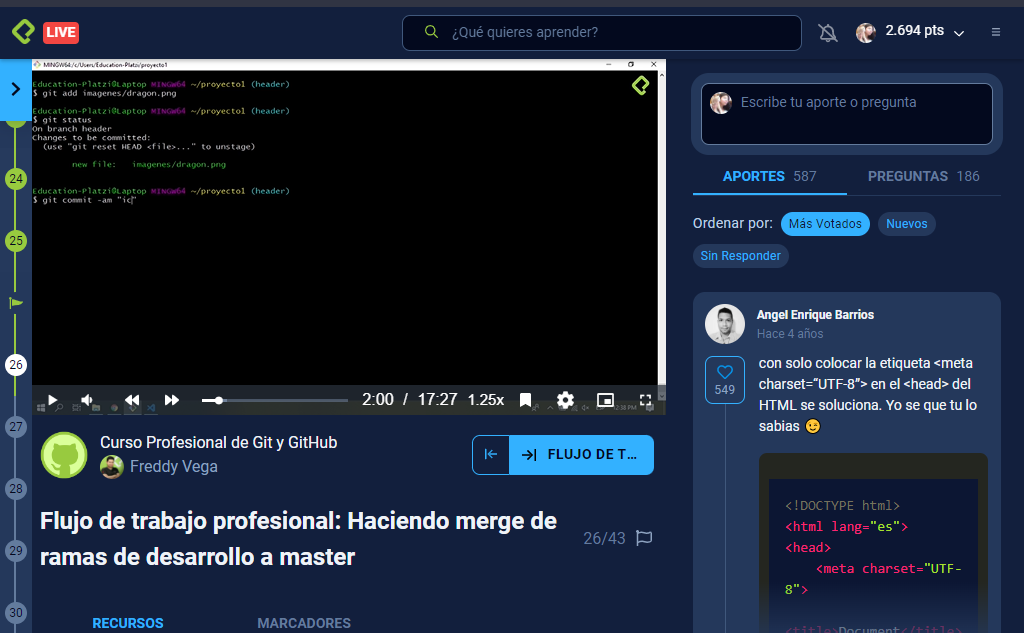 LIVE
¿Qué quieres aprender?
2.694 pts
MINGW64:/c/Users/Education-Platzi/proyecto1
Education-Platzi@Laptop MINGW64 ~/proyecto1 (header)
$ git add imagenes/dragon.png
Education-Platzi@Laptop MINGW64 ~/proyecto1 (header)
$ git status
On branch header
Changes to be committed:
(use "git reset HEAD <file>..." to unstage)
new file: imagenes/dragon.png
Education-Platzi@Laptop MINGW64 ~/proyecto1 (header)
$ git commit -am "ic"
2:00 / 17:27 1.25x
24
25
26
27
28
29
30
Curso Profesional de Git y GitHub
Freddy Vega
FLUJO DE T...
Flujo de trabajo profesional: Haciendo merge de
ramas de desarrollo a master
26/43
RECURSOS
MARCADORES
Escribe tu aporte o pregunta
APORTES 587
PREGUNTAS 186
Ordenar por: Más Votados Nuevos
Sin Responder
Angel Enrique Barrios
Hace 4 años
549
con solo colocar la etiqueta <meta
charset=“UTF-8”> en el <head> del
HTML se soluciona. Yo se que tu lo
sabias 😉
<!DOCTYPE html>
<html lang="es">
<head>
<meta charset="UTF-
8">
<title>Document</title>